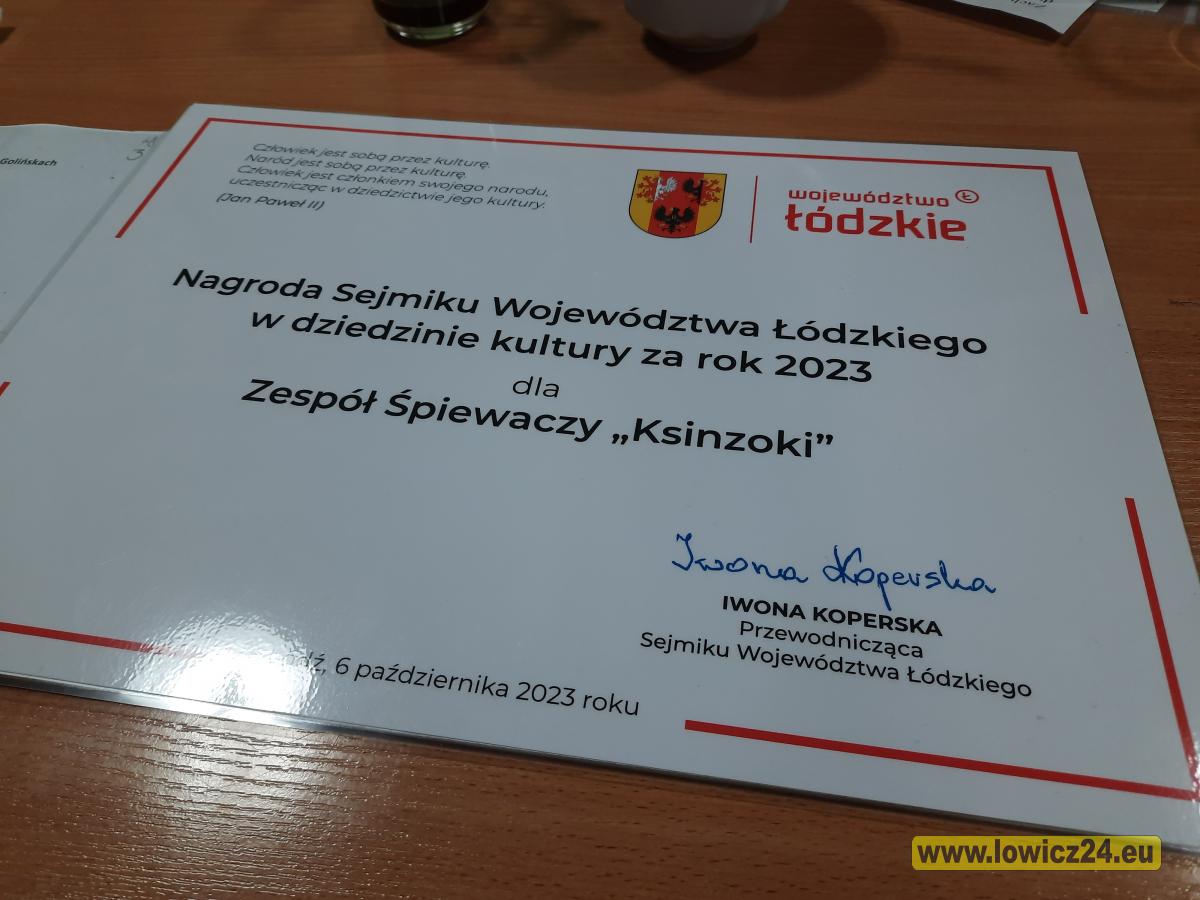 Człowiek jest sobą przez kulturę.
Naród jest sobą przez kulturę.
Człowiek jest członkiem swojego narodu,
uczestnicząc w dziedzictwie jego kultury.
(Jan Paweł II)
województwo
łódzkie
Nagroda Sejmiku Województwa Łódzkiego
w dziedzinie kultury za rok 2023
dla
Zespół Śpiewaczy „Ksinzoki”
Iwona Koperska
IWONA KOPERSKA
Przewodnicząca
Sejmiku Województwa Łódzkiego
6 października 2023 roku
Golińskach
www.lowicz24.eu